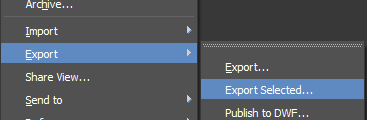 Archive...
Import
Export
Share View...
Send to
Export...
Export Selected...
Publish to DWF...